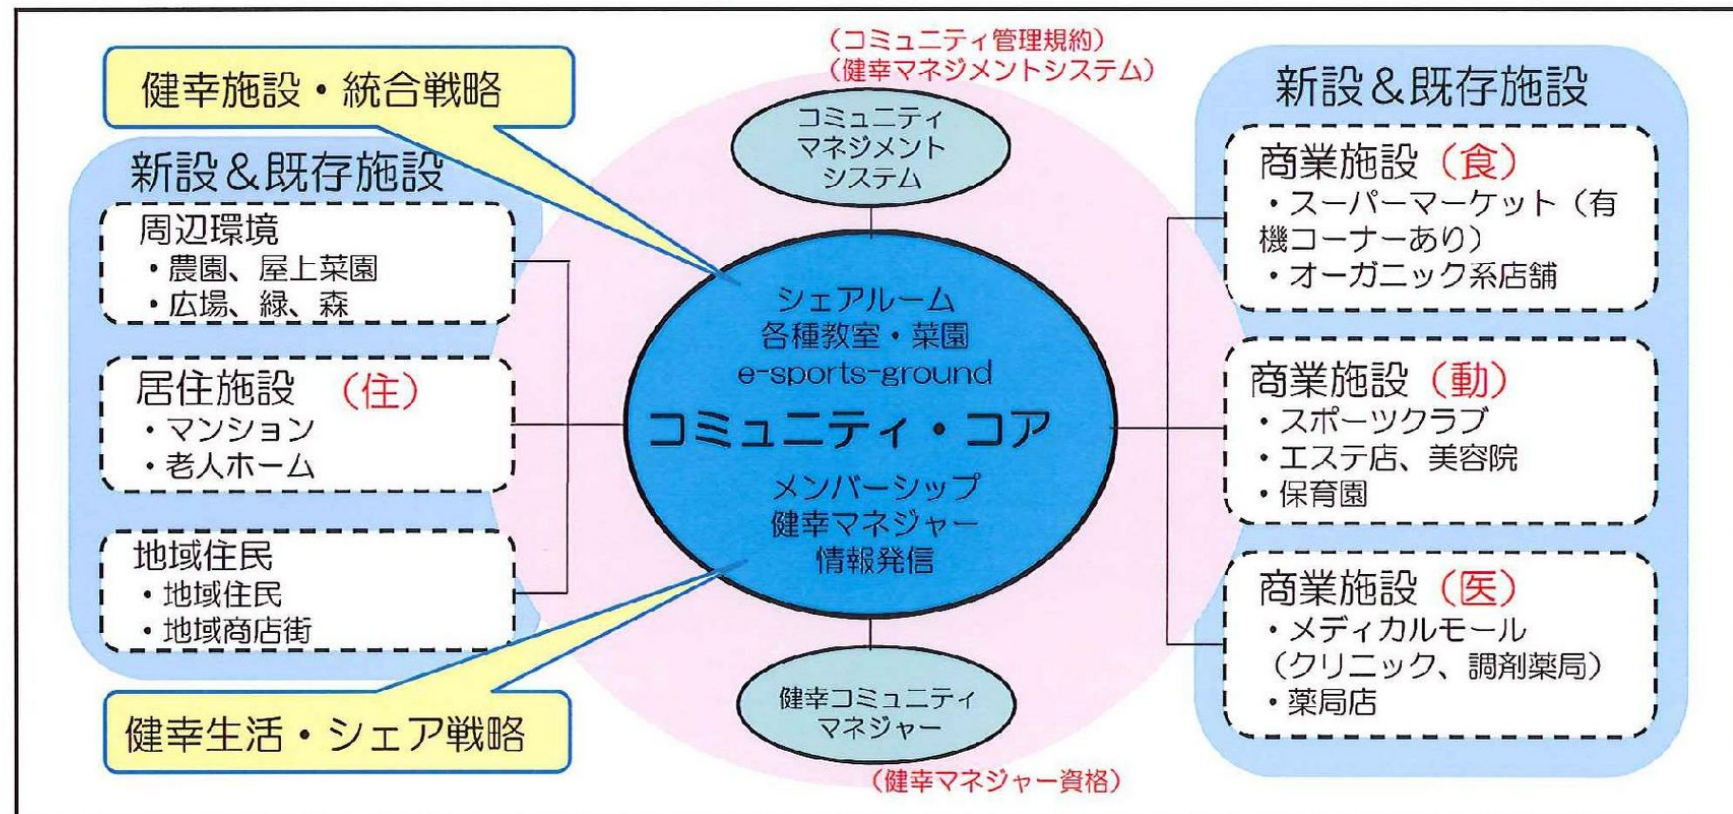 健幸施設・統合戦略
新設＆既存施設
周辺環境
・農園、屋上菜園
・広場、緑、森
居住施設（住）
・マンション
・老人ホーム
地域住民
・地域住民
・地域商店街
健幸生活・シェア戦略
（コミュニティ管理規約）
（健幸マネジメントシステム）
コミュニティ
マネジメント
システム
シェアルーム
各種教室・菜園
e-sports-ground
コミュニティ・コア
メンバーシップ
健幸マネジャー
情報発信
健幸コミュニティ
マネジャー
（健幸マネジャー資格）
新設＆既存施設
商業施設（食）
・スーパーマーケット（有
機コーナーあり）
・オーガニック系店舗
商業施設（動）
・スポーツクラブ
・エステ店、美容院
・保育園
商業施設（医）
・メディカルモール
（クリニック、調剤薬局）
・薬局店